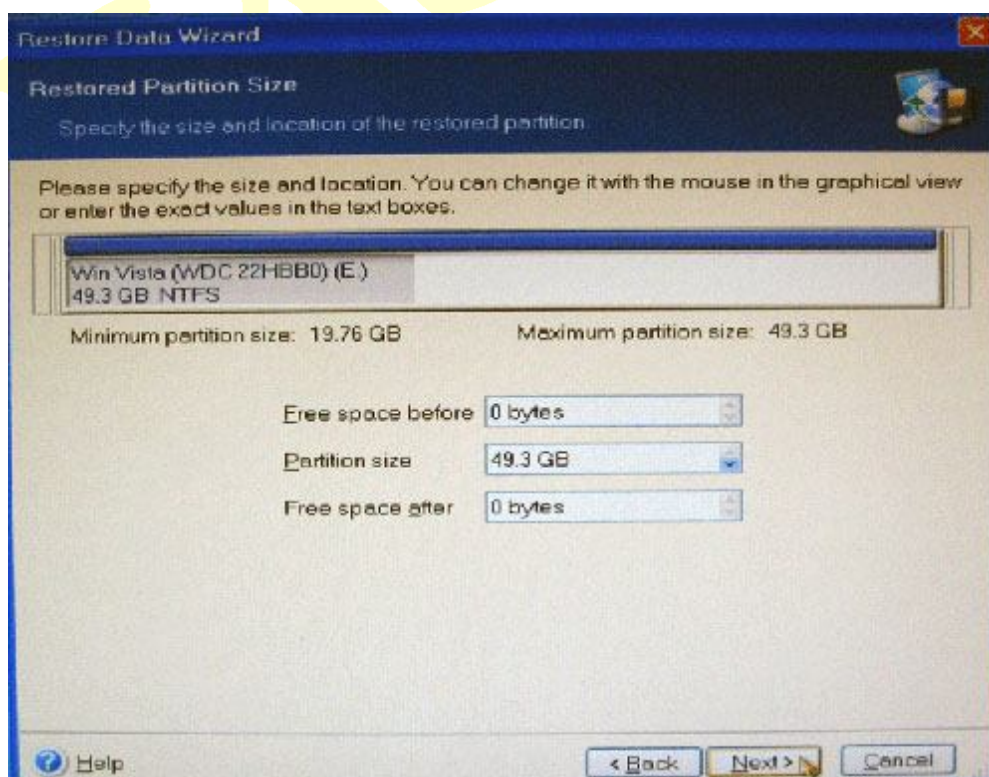 Restore Data Wizard
Restored Partition Size
Specify the size and location of the restored partition.
Please specify the size and location. You can change it with the mouse in the graphical view
or enter the exact values in the text boxes.
Win Vista (WDC 22HBB0) (E:)
49.3 GB NTFS
Minimum partition size: 19.76 GB Maximum partition size: 49.3 GB
Free space before 0 bytes
Partition size 49.3 GB
Free space after 0 bytes
Help < Back Next > Cancel